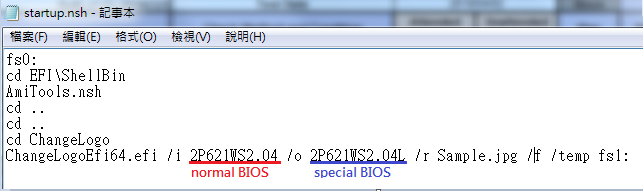 startup.nsh - 記事本
檔案(F) 編輯(E) 格式(O) 檢視(V) 說明(H)
fs0:
cd EFI\ShellBin
AmiTools.nsh
cd ..
cd ..
cd ChangeLogo
ChangeLogoEfi64.efi /i 2P621WS2.04 /o 2P621WS2.04L /r Sample.jpg /f /temp fs1:
normal BIOS special BIOS